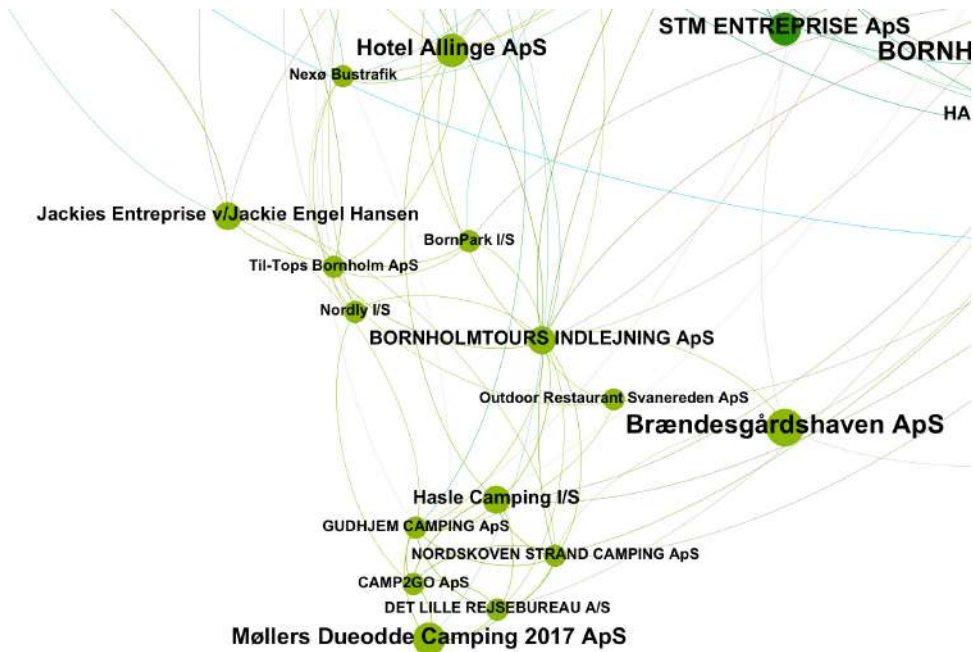 STM ENTREPRISE ApS
Hotel Allinge ApS
BORNH
Nexø Bustrafik
HA
Jackies Entreprise v/Jackie Engel Hansen
BornPark I/S
Til-Tops Bornholm ApS
Nordly I/S
BORNHOLMTOURS INDLEJNING ApS
Outdoor Restaurant Svanereden ApS
Brændesgårdshaven ApS
Hasle Camping I/S
GUDHJEM CAMPING ApS
NORDSKOVEN STRAND CAMPING ApS
CAMP2GO ApS
DET LILLE REJSEBUREAU A/S
Møllers Dueodde Camping 2017 ApS